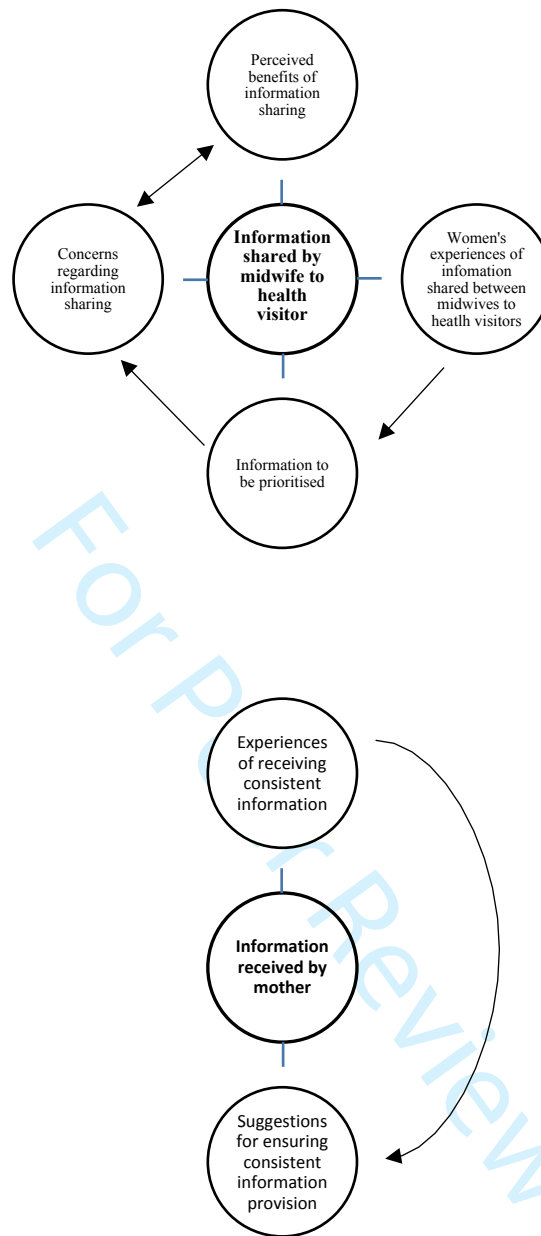 Perceived
benefits of
information
sharing
Concerns
regarding
information
sharing
Information
shared by
midwife to
health
visitor
Women's
experiences of
infomation
shared between
midwives to
heatlh visitors
Information to
be prioritised
Experiences
of receiving
consistent
information
Information
received by
mother
Suggestions
for ensuring
consistent
information
provision
For Peer Review